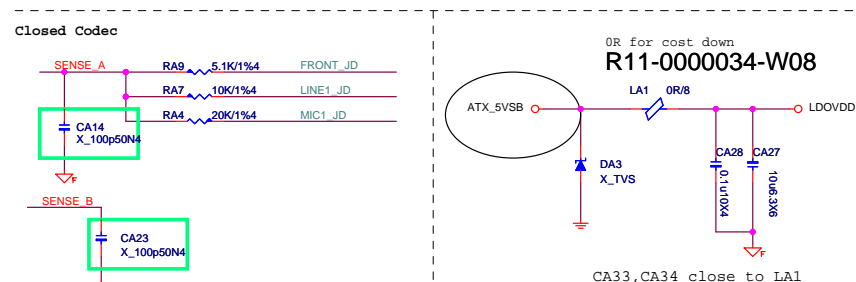 Closed Codec
SENSE_A
RA9 5.1K/1%4 FRONT_JD
RA7 10K/1%4 LINE1_JD
RA4 20K/1%4 MIC1_JD
CA14
X_100p50N4
F
SENSE_B
CA23
X_100p50N4
0R for cost down
R11-0000034-W08
LA1 0R/8
ATX_5VSB
LDOVDD
DA3
X_TVS
CA28
0.1u10X4
CA27
10u6.3X6
F
CA33,CA34 close to LA1